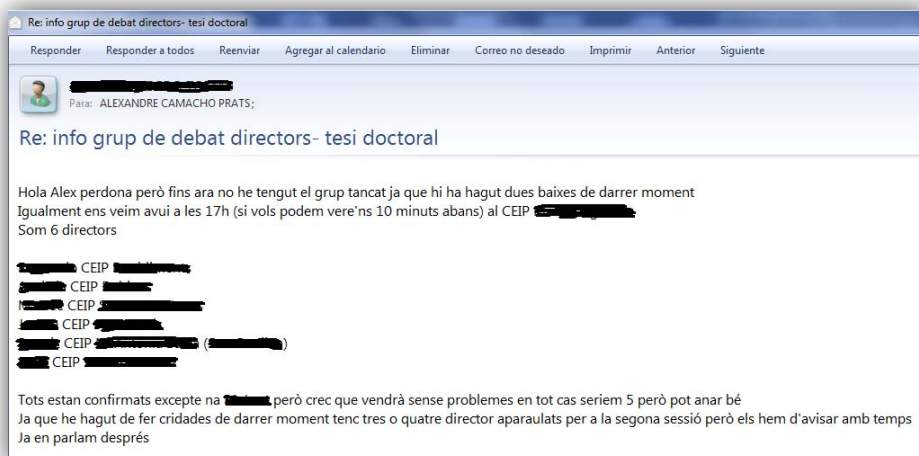 Re: info grup de debat directors- tesi doctoral
Responder Responder a todos Reenviar Agregar al calendario Eliminar Correo no deseado Imprimir Anterior Siguiente
Para: ALEXANDRE CAMACHO PRATS;
Re: info grup de debat directors- tesi doctoral
Hola Alex perdona però fins ara no he tengut el grup tancat ja que hi ha hagut dues baixes de darrer moment
Igualment ens veim avui a les 17h (si vols podem vere'ns 10 minuts abans) al CEIP
Som 6 directors
CEIP
CEIP
CEIP
CEIP
CEIP ( )
CEIP
Tots estan confirmats excepte na però crec que vendrà sense problemes en tot cas seriem 5 però pot anar bé
Ja que he hagut de fer cridades de darrer moment tenc tres o quatre director aparaulats per a la segona sessió però els hem d'avisar amb temps
Ja en parlam després